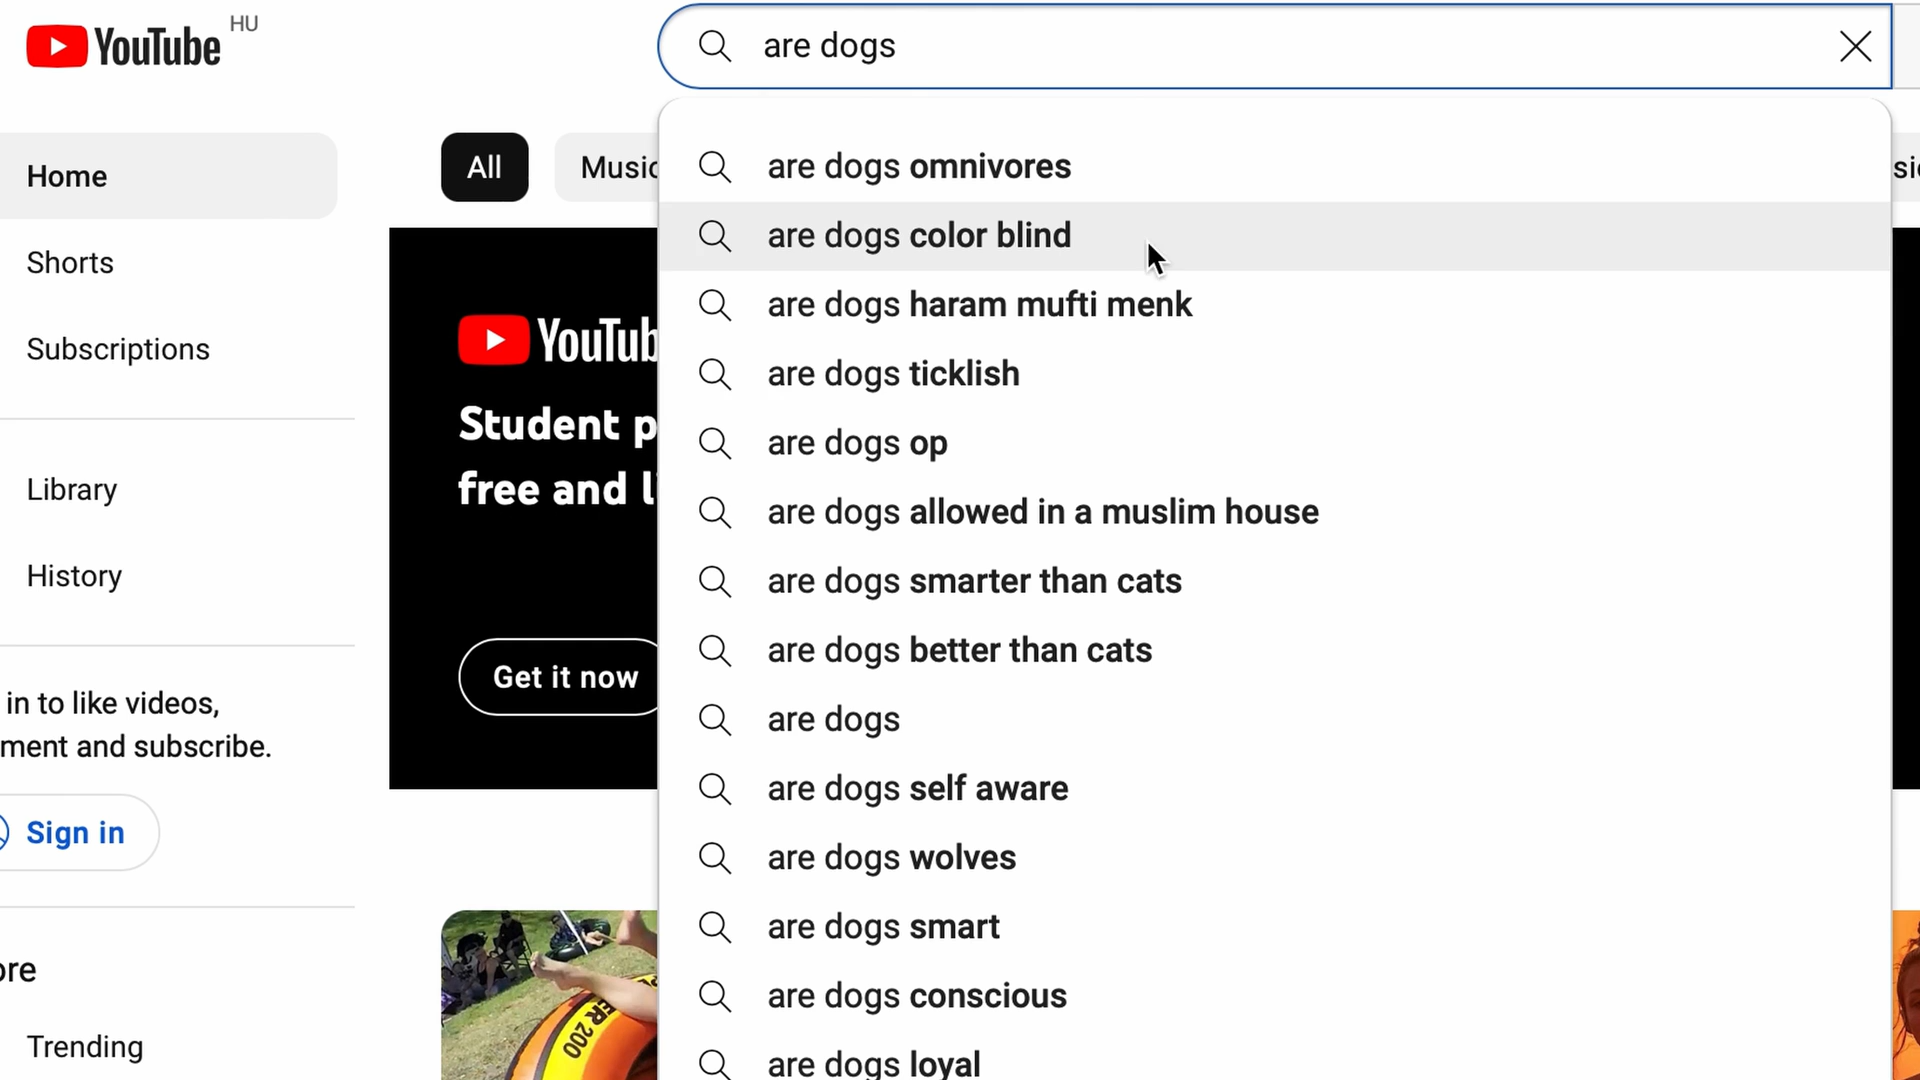 YouTube HU
are dogs
Home
Shorts
Subscriptions
Library
History
in to like videos,
ment and subscribe.
Sign in
ore
Trending
All
Music
YouTub
Student p
free and l
Get it now
are dogs omnivores
are dogs color blind
are dogs haram mufti menk
are dogs ticklish
are dogs op
are dogs allowed in a muslim house
are dogs smarter than cats
are dogs better than cats
are dogs
are dogs self aware
are dogs wolves
are dogs smart
are dogs conscious
are dogs loyal
ER 200